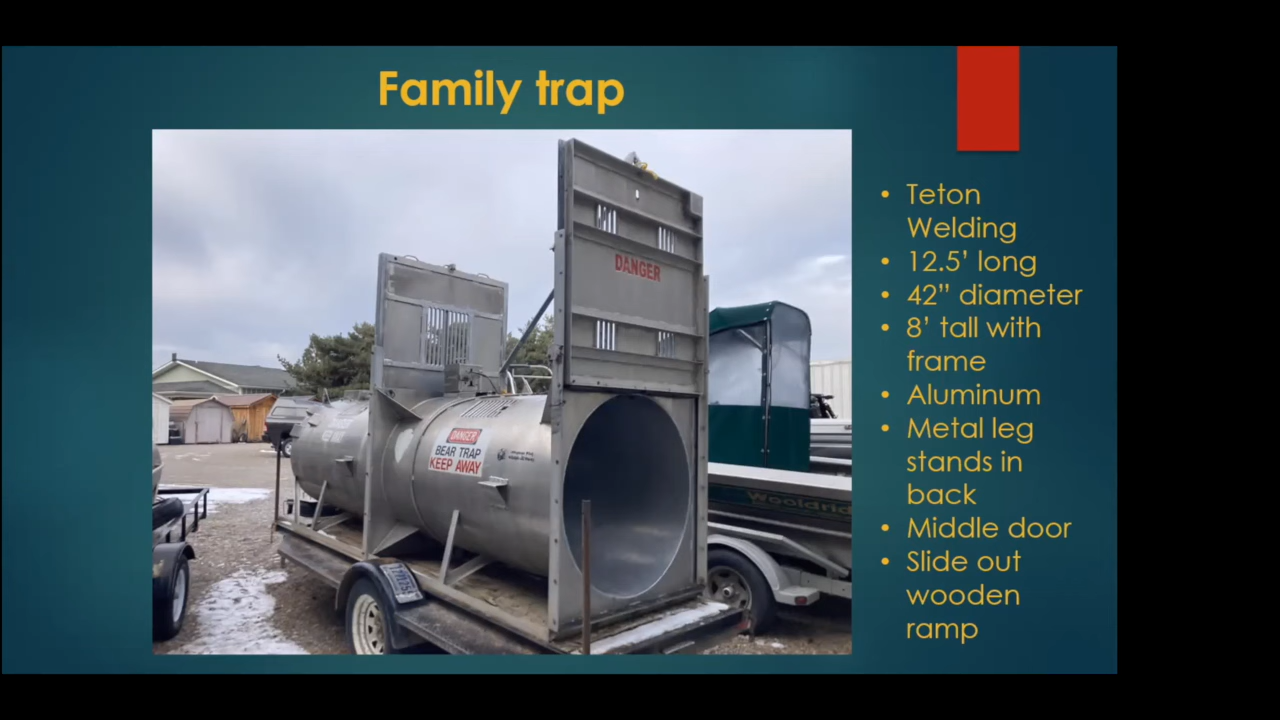 Family trap
• Teton
Welding
• 12.5’ long
• 42” diameter
• 8’ tall with
frame
• Aluminum
• Metal leg
stands in
back
• Middle door
• Slide out
wooden
ramp
DANGER
DANGER
BEAR TRAP
KEEP AWAY
Wooldrid